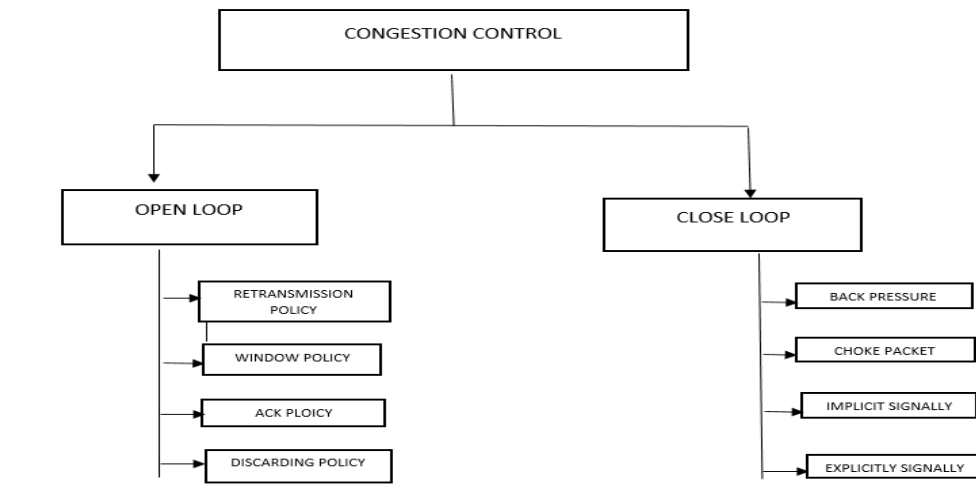 CONGESTION CONTROL
OPEN LOOP
RETRANSMISSION
POLICY
WINDOW POLICY
ACK PLOICY
DISCARDING POLICY
CLOSE LOOP
BACK PRESSURE
CHOKE PACKET
IMPLICIT SIGNALLY
EXPLICITLY SIGNALLY